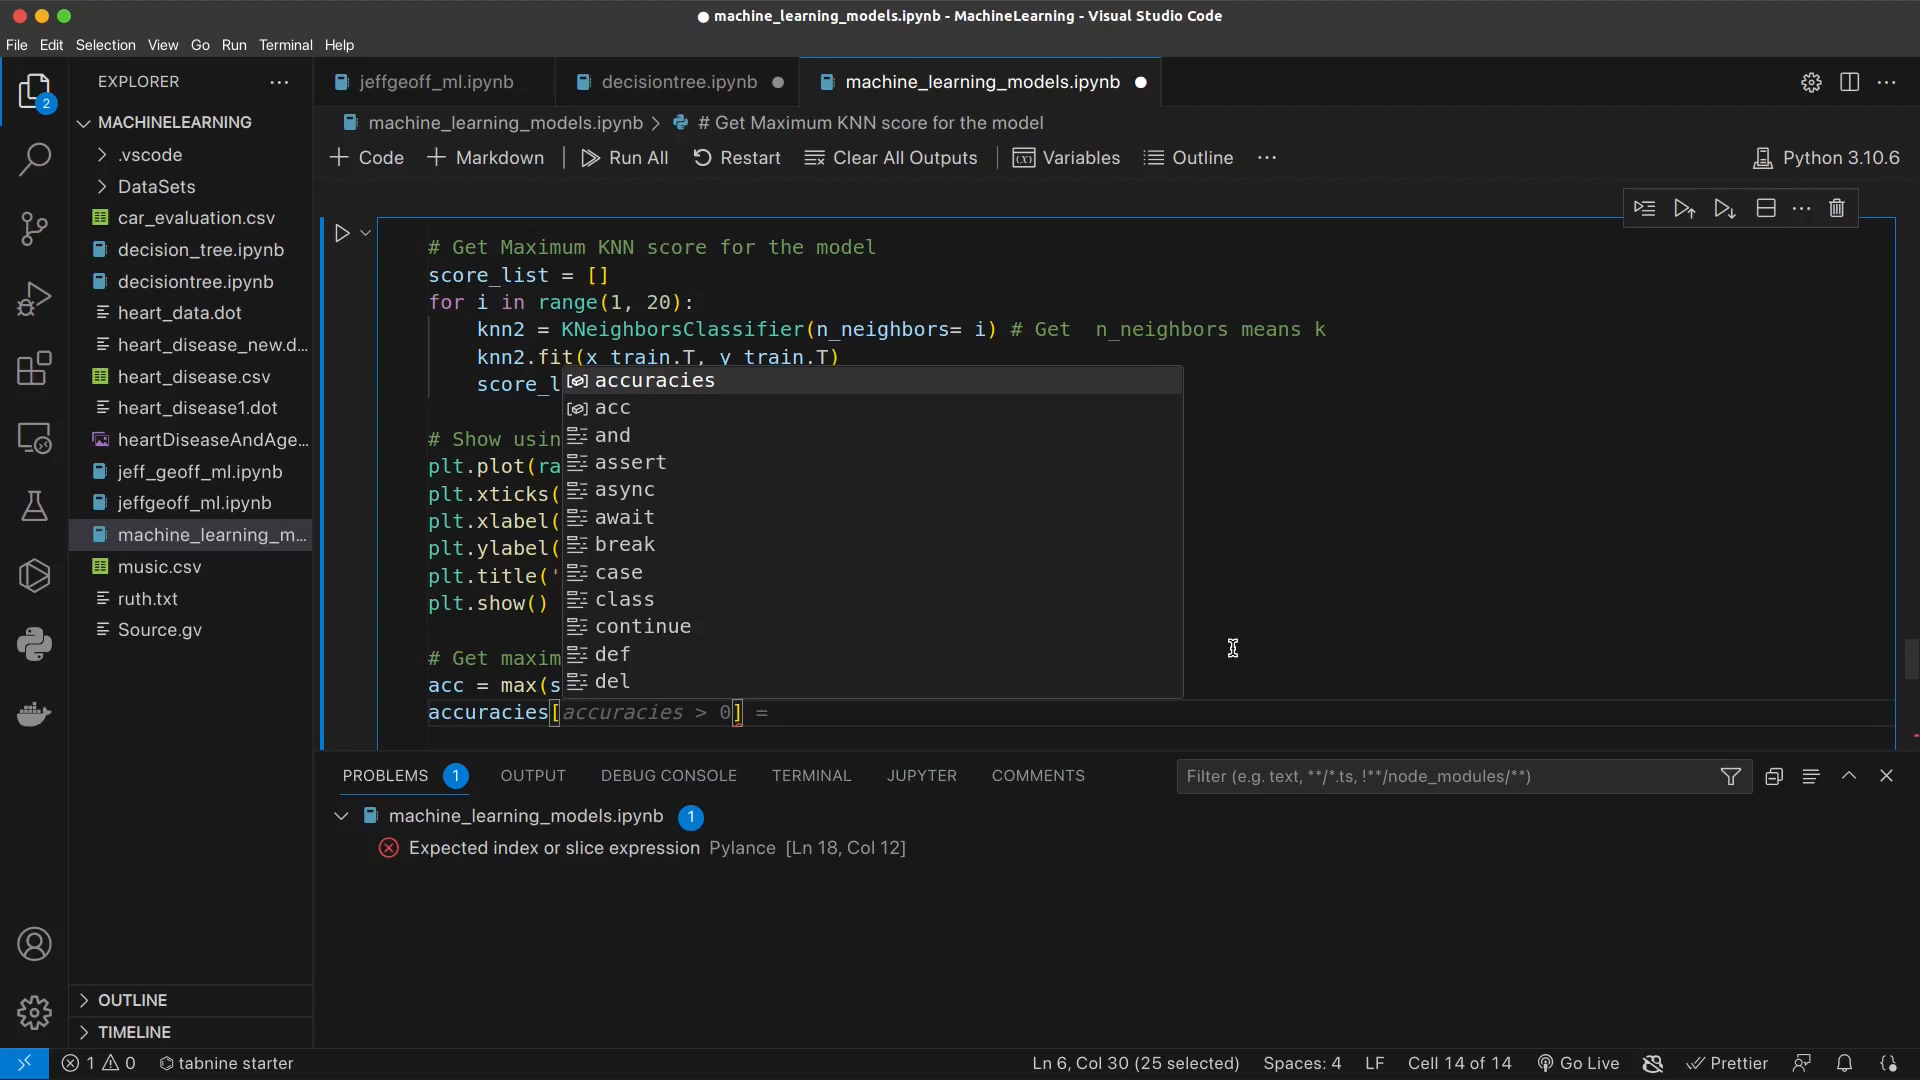 ● machine_learning_models.ipynb - MachineLearning - Visual Studio Code
File Edit Selection View Go Run Terminal Help
EXPLORER ···
2
MACHINELEARNING
.vscode
DataSets
car_evaluation.csv
decision_tree.ipynb
decisiontree.ipynb
heart_data.dot
heart_disease_new.d...
heart_disease.csv
heart_disease1.dot
heartDiseaseAndAge...
jeff_geoff_ml.ipynb
jeffgeoff_ml.ipynb
machine_learning_m...
music.csv
ruth.txt
Source.gv
OUTLINE
TIMELINE
jeffgeoff_ml.ipynb decisiontree.ipynb ● machine_learning_models.ipynb ●
machine_learning_models.ipynb > # Get Maximum KNN score for the model
+ Code + Markdown Run All Restart Clear All Outputs Variables Outline ··· Python 3.10.6
# Get Maximum KNN score for the model
score_list = []
for i in range(1, 20):
knn2 = KNeighborsClassifier(n_neighbors= i) # Get  n_neighbors means k
knn2.fit(x_train.T, y_train.T)
score_l
# Show usin
plt.plot(ra
plt.xticks(
plt.xlabel(
plt.ylabel(
plt.title('
plt.show()
# Get maxim
acc = max(s
accuracies[accuracies > 0] =
accuracies
acc
and
assert
async
await
break
case
class
continue
def
del
PROBLEMS 1 OUTPUT DEBUG CONSOLE TERMINAL JUPYTER COMMENTS Filter (e.g. text, **/*.ts, !**/node_modules/**)
machine_learning_models.ipynb 1
Expected index or slice expression Pylance [Ln 18, Col 12]
1 0 tabnine starter Ln 6, Col 30 (25 selected) Spaces: 4 LF Cell 14 of 14 Go Live Prettier